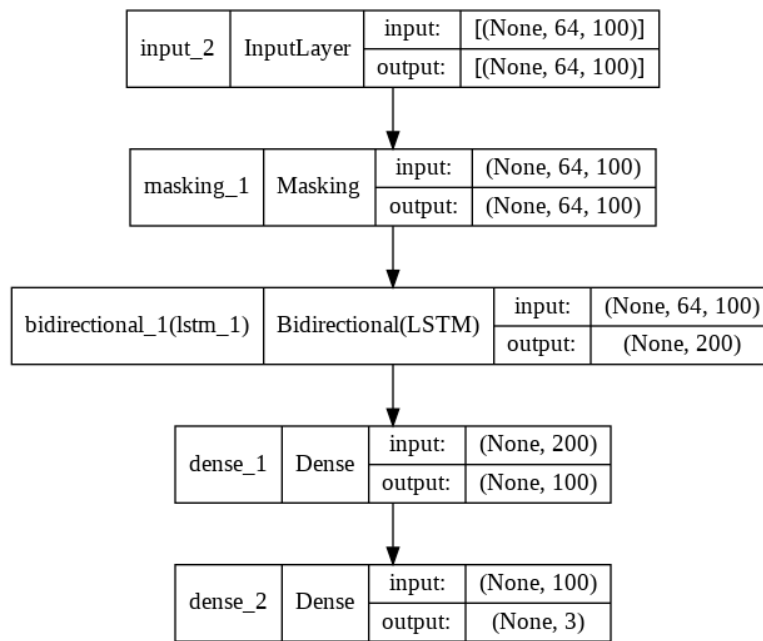 input_2 InputLayer input: [(None, 64, 100)]
output: [(None, 64, 100)]
masking_1 Masking input: (None, 64, 100)
output: (None, 64, 100)
bidirectional_1(lstm_1) Bidirectional(LSTM) input: (None, 64, 100)
output: (None, 200)
dense_1 Dense input: (None, 200)
output: (None, 100)
dense_2 Dense input: (None, 100)
output: (None, 3)